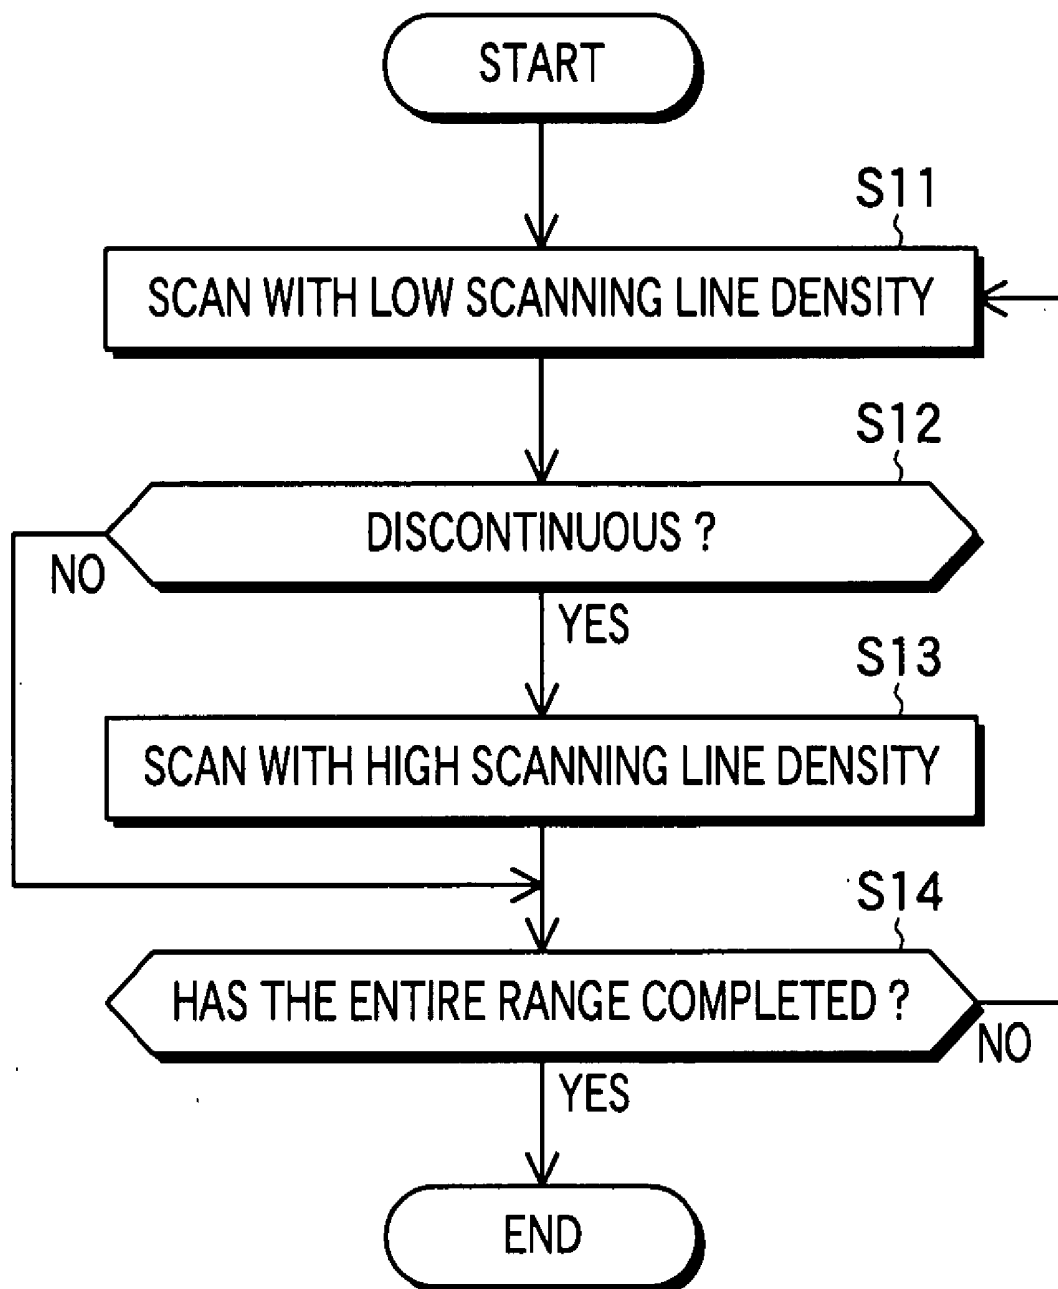 START
S11
SCAN WITH LOW SCANNING LINE DENSITY
S12
DISCONTINUOUS ?
NO
YES
S13
SCAN WITH HIGH SCANNING LINE DENSITY
S14
HAS THE ENTIRE RANGE COMPLETED ?
NO
YES
END